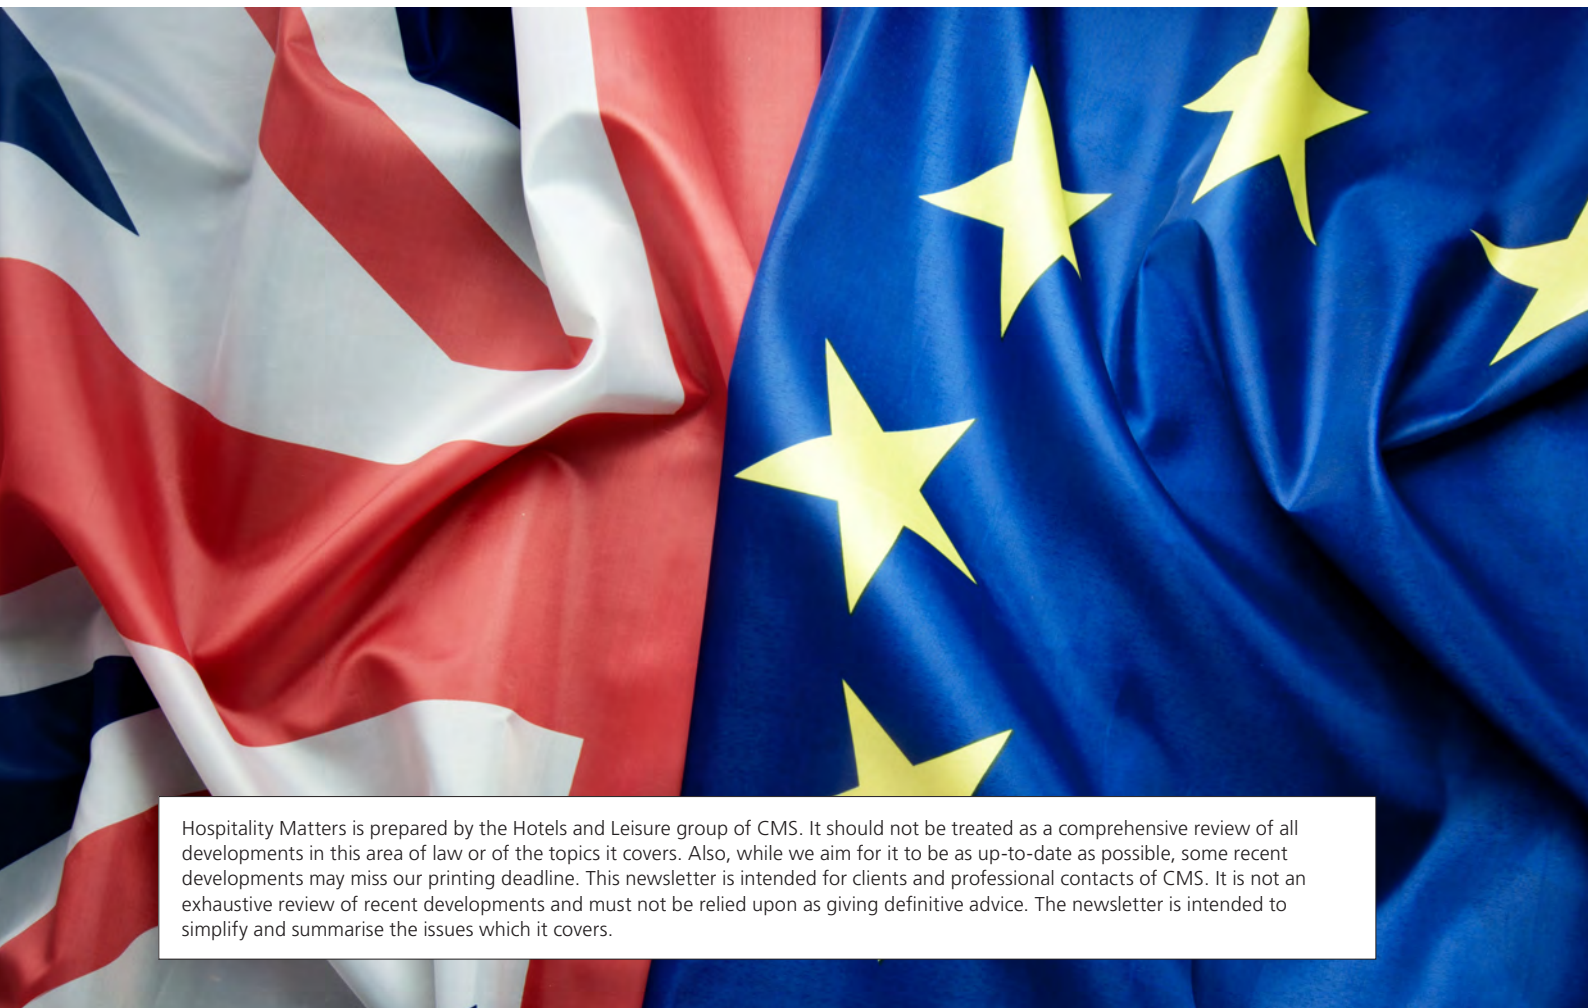 Hospitality Matters is prepared by the Hotels and Leisure group of CMS. It should not be treated as a comprehensive review of all
developments in this area of law or of the topics it covers. Also, while we aim for it to be as up-to-date as possible, some recent
developments may miss our printing deadline. This newsletter is intended for clients and professional contacts of CMS. It is not an
exhaustive review of recent developments and must not be relied upon as giving definitive advice. The newsletter is intended to
simplify and summarise the issues which it covers.